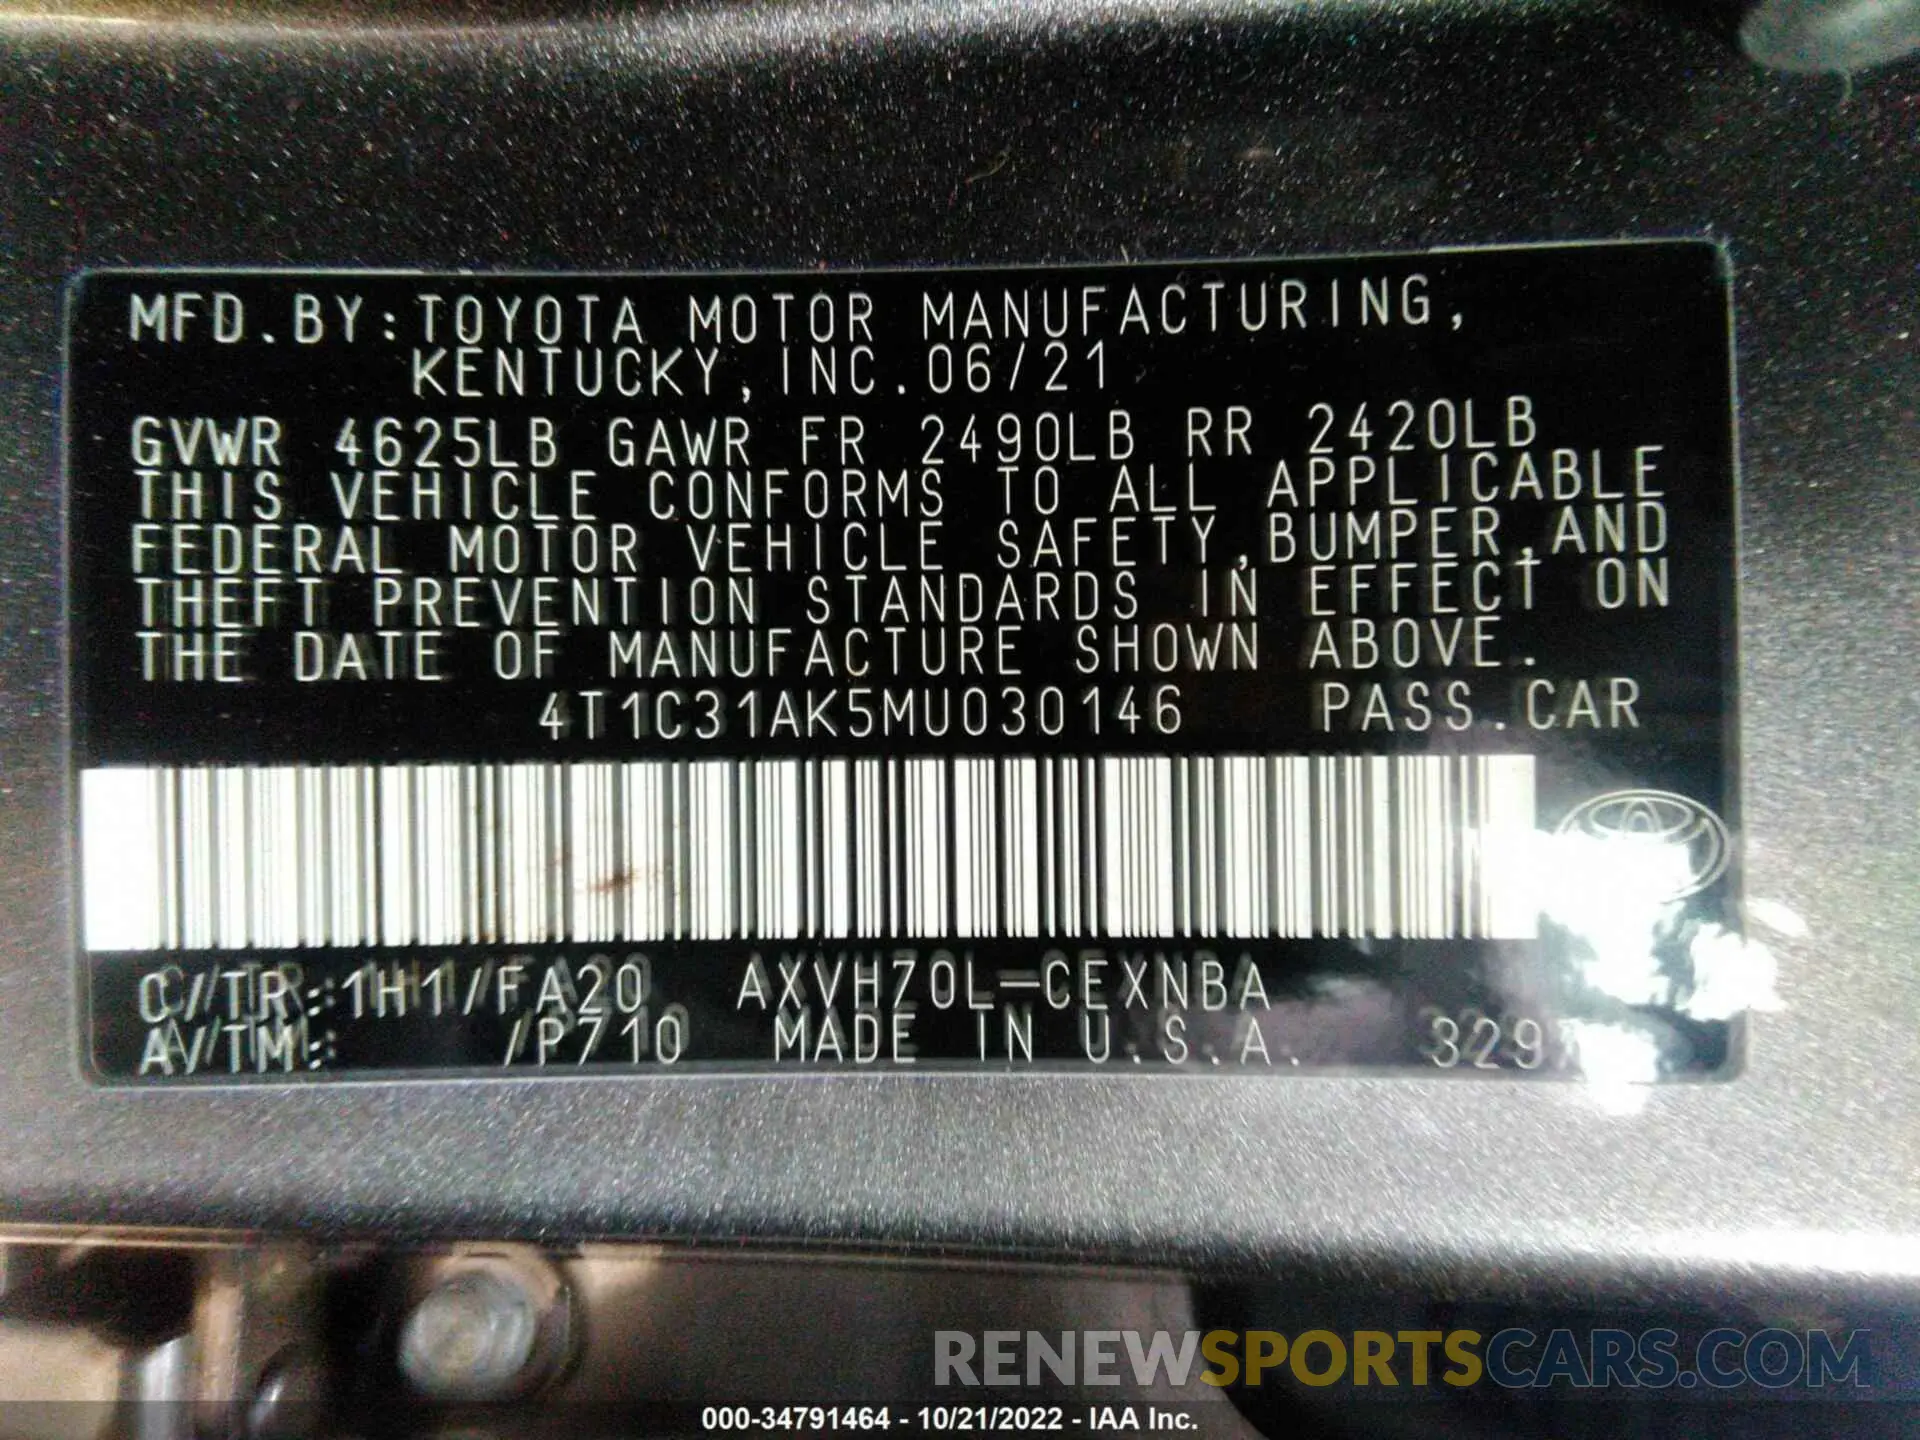 MFD.BY:TOYOTA MOTOR MANUFACTURING,
KENTUCKY,INC.06/21
GVWR 4625LB GAWR FR 2490LB RR 2420LB
THIS VEHICLE CONFORMS TO ALL APPLICABLE
FEDERAL MOTOR VEHICLE SAFETY,BUMPER,AND
THEFT PREVENTION STANDARDS IN EFFECT ON
THE DATE OF MANUFACTURE SHOWN ABOVE.
4T1C31AK5MU030146 PASS.CAR
C/TR:1H1/FA20 AXVH70L-CEXNBA
A/TM: /P710 MADE IN U.S.A.
RENEWSPORTSCARS.COM
000-34791464 - 10/21/2022 - IAA Inc.